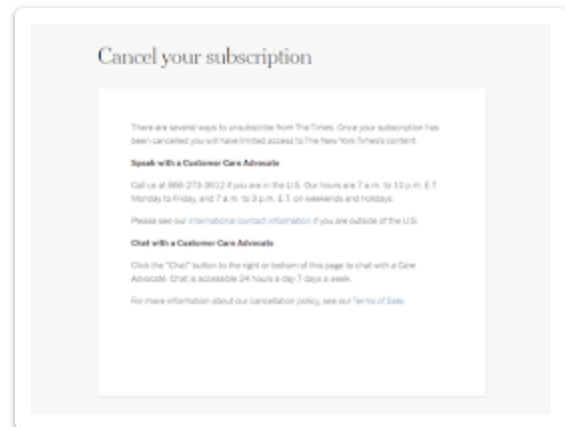 Cancel your subscription
There are several ways to unsubscribe from The Times. Once your subscription has
been cancelled you will have limited access to The New York Times's content.
Speak with a Customer Care Advocate
Call us at 866-273-3612 if you are in the U.S. Our hours are 7 a.m. to 10 p.m. E.T.
Monday to Friday, and 7 a.m. to 3 p.m. E.T. on weekends and holidays.
Please see our international contact information if you are outside of the U.S.
Chat with a Customer Care Advocate
Click the "Chat" button to the right or bottom of this page to chat with a Care
Advocate. Chat is accessible 24 hours a day 7 days a week.
For more information about our cancellation policy, see our Terms of Sale.